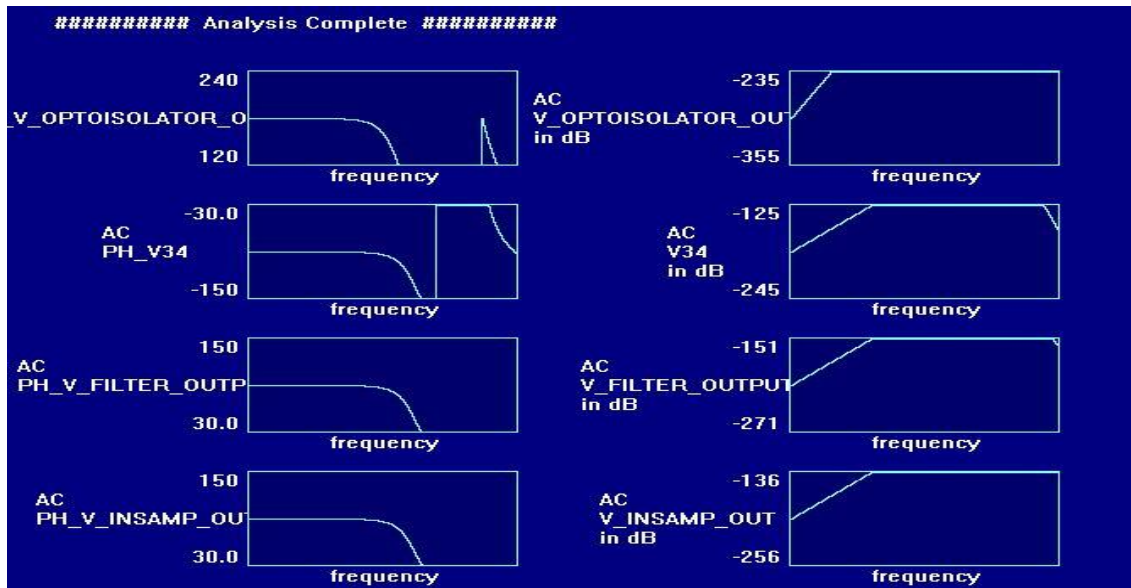 ########## Analysis Complete ##########
240
_V_OPTOISOLATOR_O
120
frequency
-235
AC
V_OPTOISOLATOR_OUT
in dB
-355
frequency
-30.0
AC
PH_V34
-150
frequency
-125
AC
V34
in dB
-245
frequency
150
AC
PH_V_FILTER_OUTP
30.0
frequency
-151
AC
V_FILTER_OUTPUT
in dB
-271
frequency
150
AC
PH_V_INSAMP_OUT
30.0
frequency
-136
AC
V_INSAMP_OUT
in dB
-256
frequency